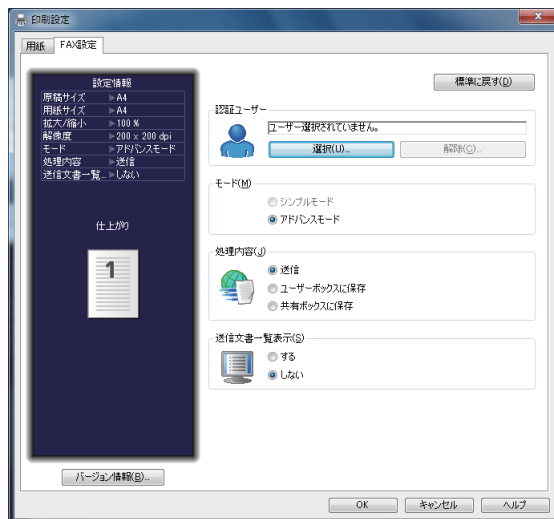 印刷設定
用紙 FAX設定
設定情報
原稿サイズ ▶A4
用紙サイズ ▶A4
拡大/縮小 ▶100 %
解像度 ▶200 x 200 dpi
モード ▶アドバンスモード
処理内容 ▶送信
送信文書一覧.. ▶しない
仕上がり
1
バージョン情報(B)...
標準に戻す(D)
認証ユーザー
ユーザー選択されていません。
選択(U)... 解除(C)...
モード(M)
シンプルモード
アドバンスモード
処理内容(J)
送信
ユーザーボックスに保存
共有ボックスに保存
送信文書一覧表示(S)
する
しない
OK キャンセル ヘルプ